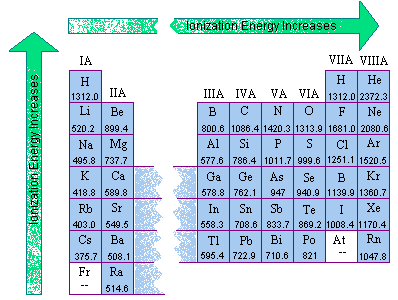 Ionization Energy Increases
Ionization Energy Increases
IA VIIA VIIIA
IIA IIIA IVA VA VIA
H H He
1312.0 1312.0 2372.3
Li Be B C N O F Ne
520.2 899.4 800.6 1086.4 1420.3 1313.9 1681.0 2080.6
Na Mg Al Si P S Cl Ar
495.8 737.7 577.6 786.4 1011.7 999.6 1251.1 1520.5
K Ca Ga Ge As Se B Kr
418.8 589.8 578.8 762.1 947 940.9 1139.9 1360.7
Rb Sr In Sn Sb Te I Xe
403.0 549.5 558.3 708.6 833.7 869.2 1008.4 1170.4
Cs Ba Tl Pb Bi Po At Rn
375.7 508.1 595.4 722.9 710.6 821 -- 1047.8
Fr Ra
-- 514.6